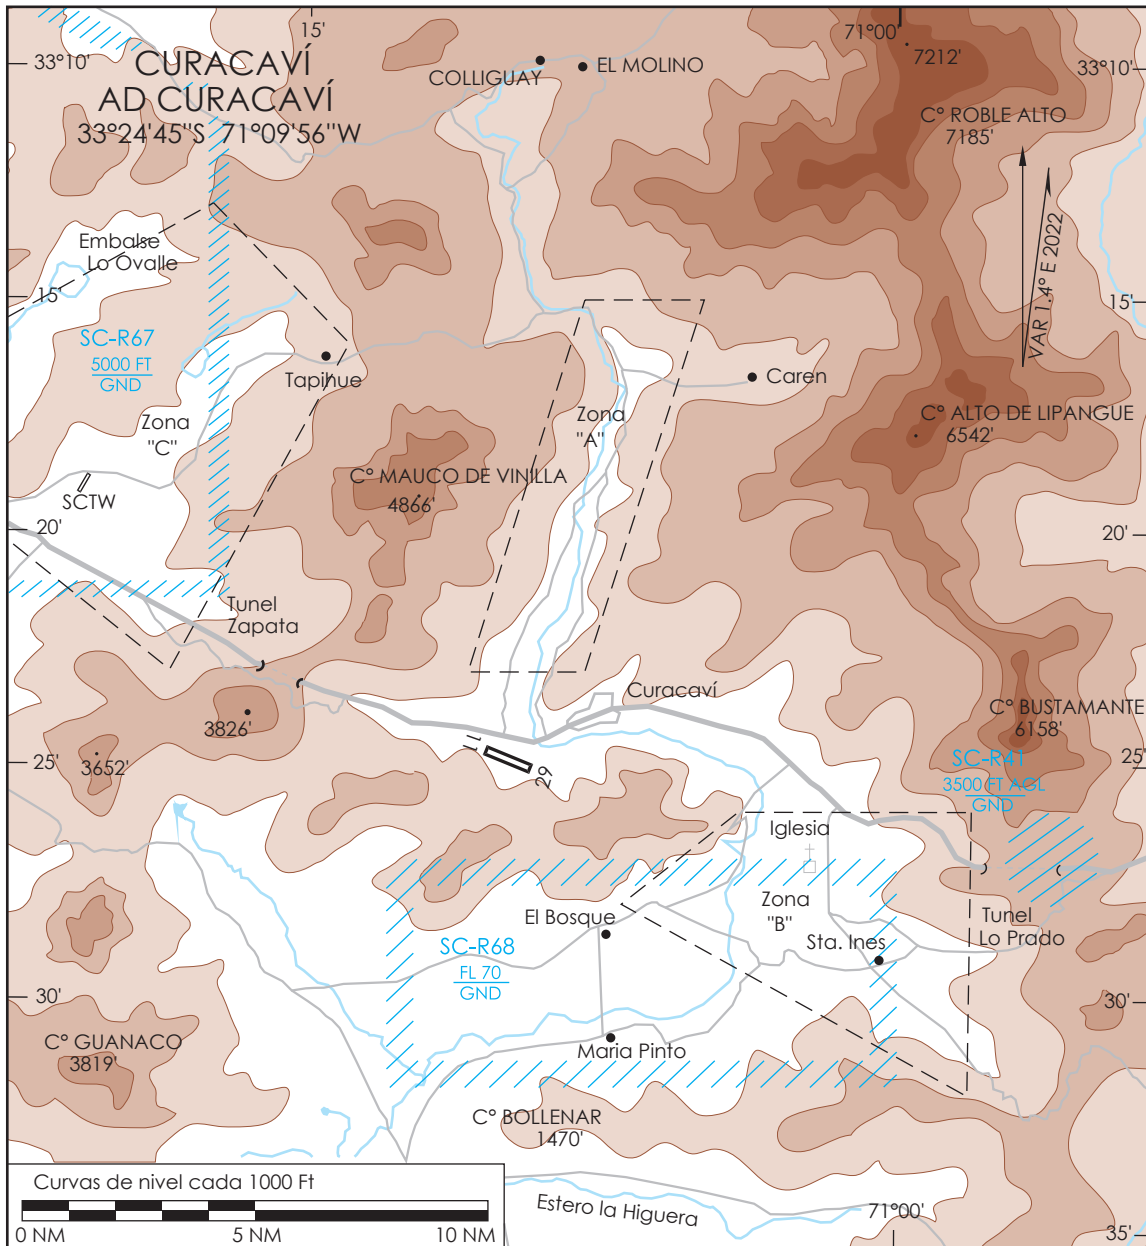 15'
71°00'
33°10'
CURACAVÍ
AD CURACAVÍ
33°24'45"S 71°09'56"W
COLLIGUAY
EL MOLINO
7212'
33°10'
C° ROBLE ALTO
7185'
Embalse
Lo Ovalle
VAR 1.4° E 2022
15'
15'
SC-R67
5000 FT
GND
Tapihue
Caren
Zona
"A"
Zona
"C"
C° ALTO DE LIPANGUE
6542'
C° MAUCO DE VINILLA
4866'
SCTW
20'
20'
Tunel
Zapata
Curacaví
3826'
C° BUSTAMANTE
6158'
11
29
3652'
25'
25'
SC-R41
3500 FT AGL
GND
Iglesia
Zona
"B"
El Bosque
Sta. Ines
Tunel
Lo Prado
SC-R68
FL 70
GND
30'
30'
C° GUANACO
3819'
Maria Pinto
C° BOLLENAR
1470'
Curvas de nivel cada 1000 Ft
0 NM
5 NM
10 NM
Estero la Higuera
71°00'
35'